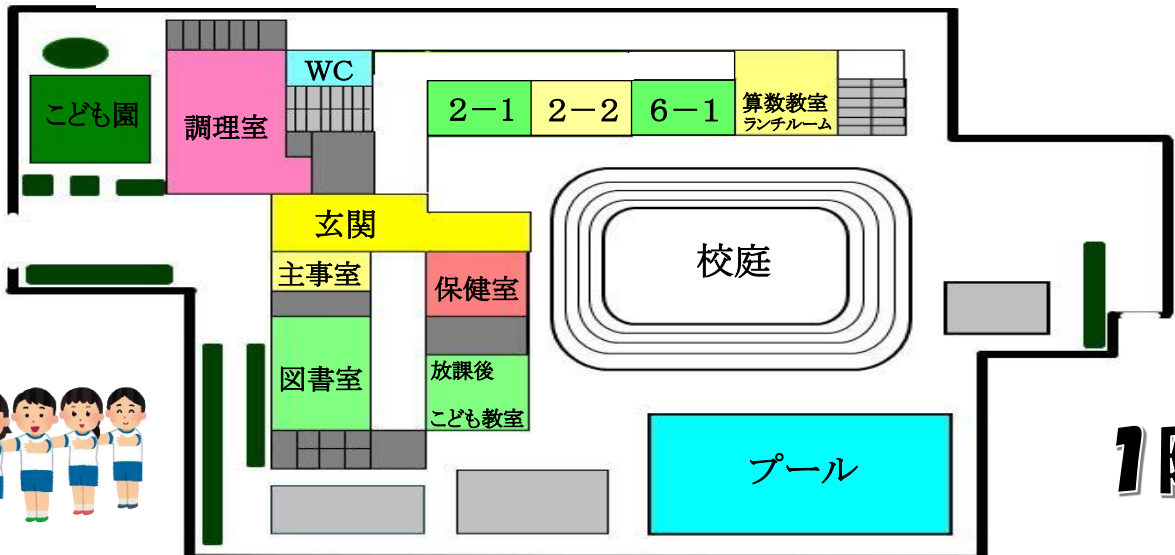 WC
こども園
調理室
2－1
2－2
6－1
算数教室
ランチルーム
玄関
校庭
主事室
保健室
図書室
放課後
こども教室
プール
1